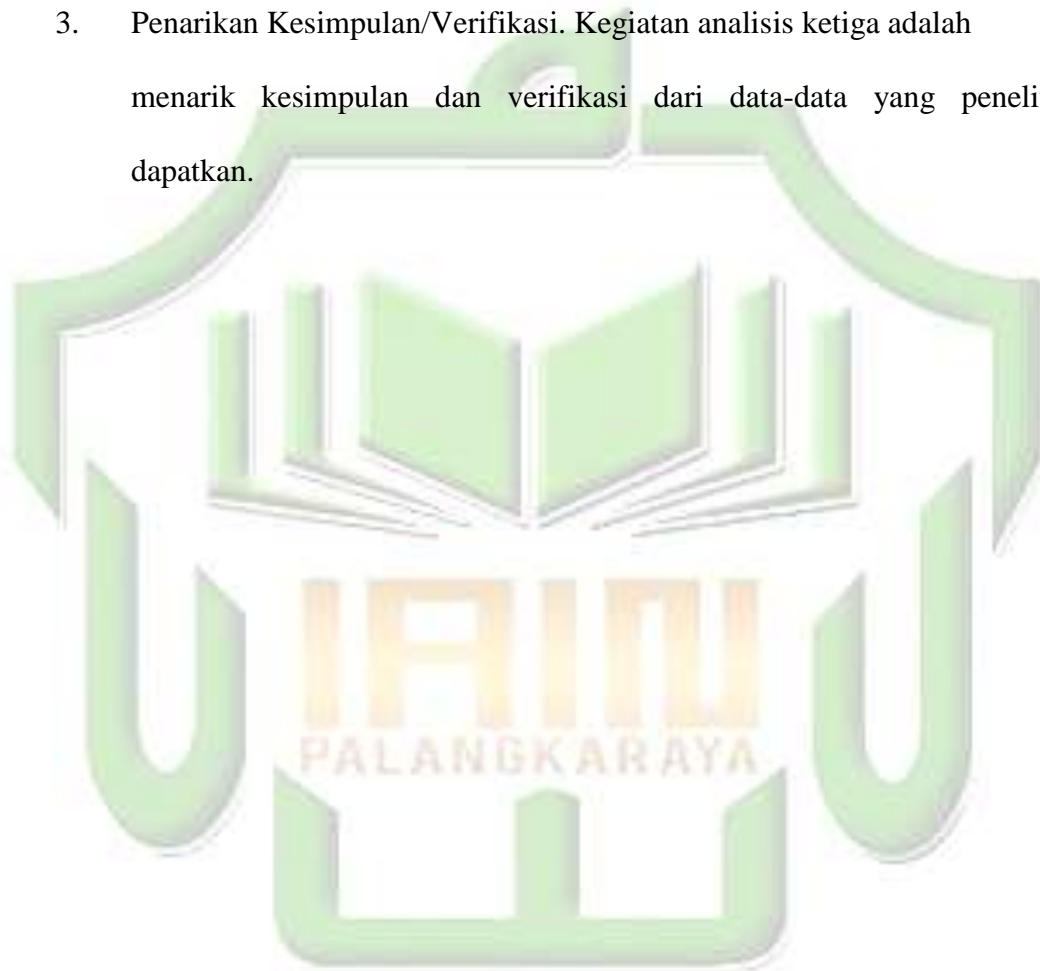 3. Penarikan Kesimpulan/Verifikasi. Kegiatan analisis ketiga adalah
menarik kesimpulan dan verifikasi dari data-data yang penelit
dapatkan.
IAIN
PALANGKARAYA